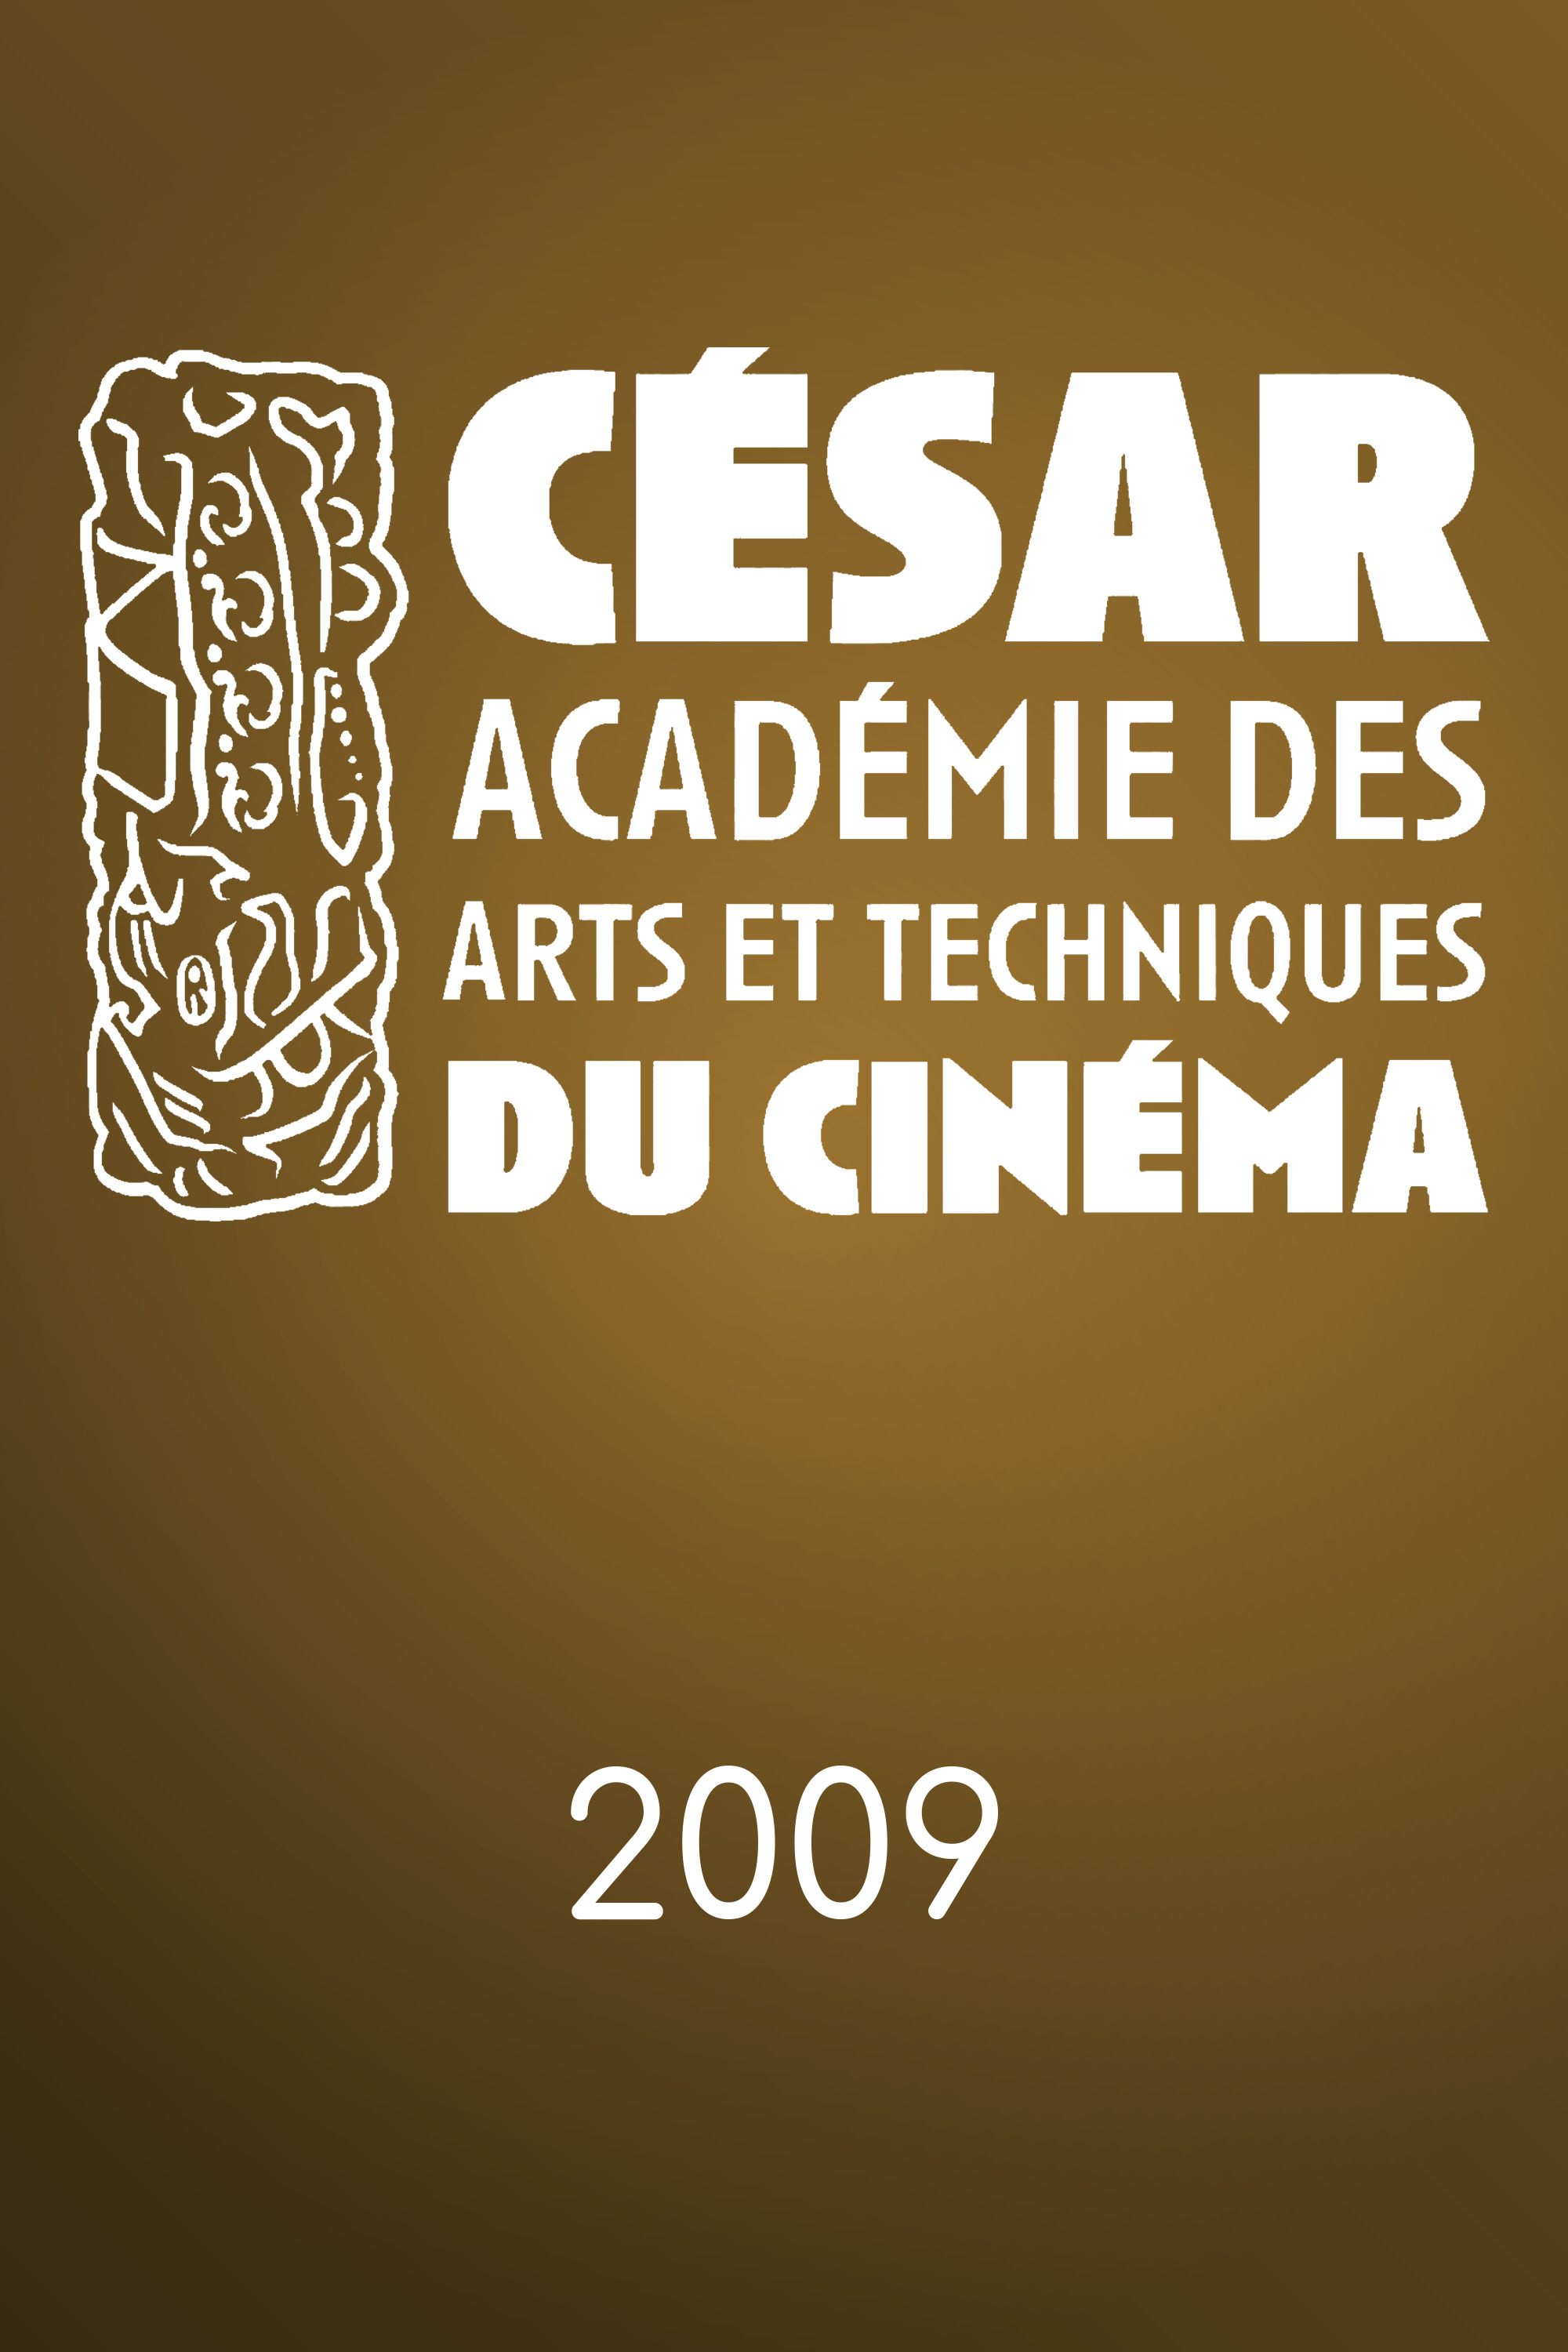 CÉSAR
ACADÉMIE DES
ARTS ET TECHNIQUES
DU CINÉMA
2009